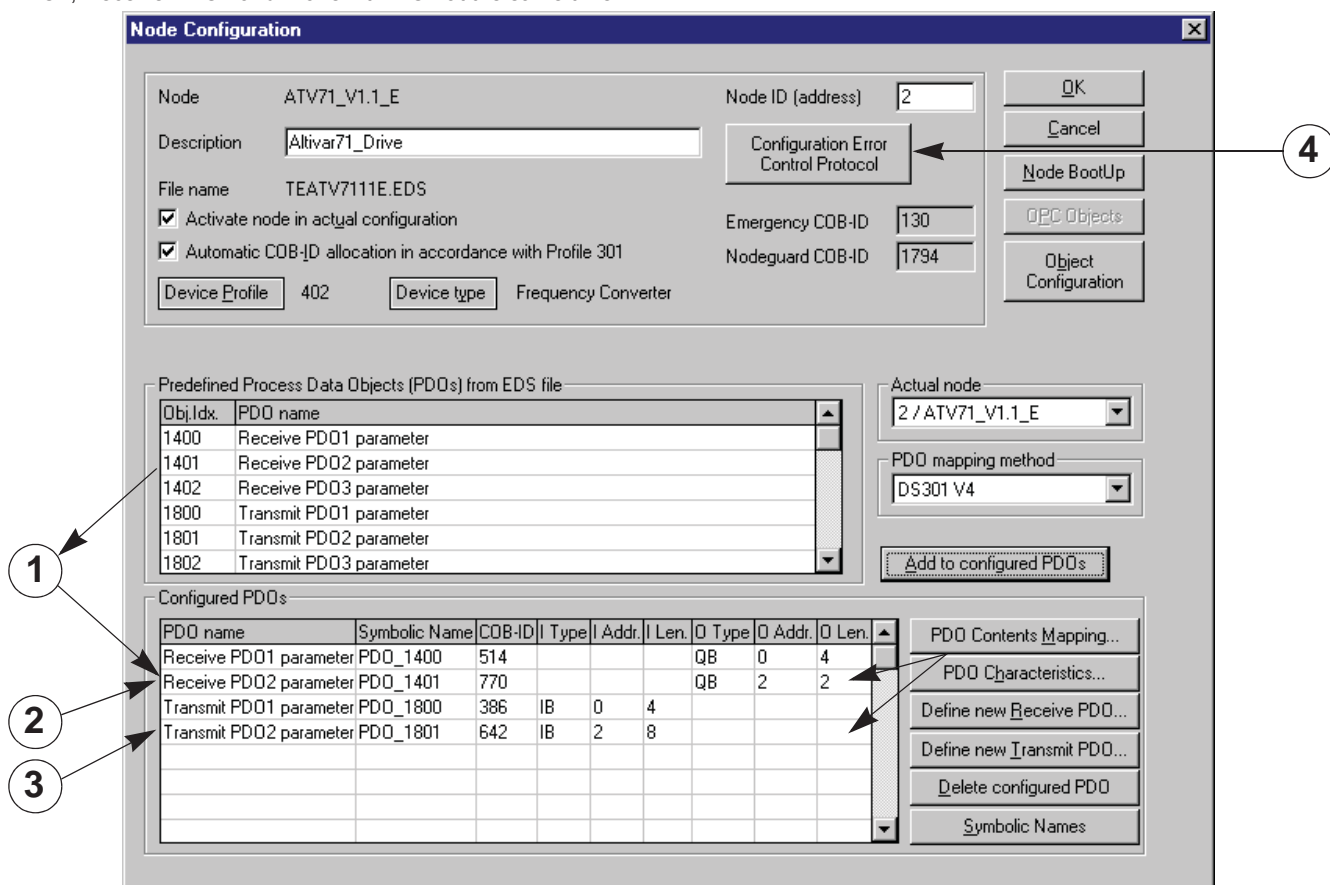 Node Configuration
Node ATV71_V1.1_E Node ID (address) 2 OK
Description Altivar71_Drive Configuration Error Control Protocol Cancel 4
Node BootUp
File name TEATV7111E.EDS
Activate node in actual configuration Emergency COB-ID 130 OPC Objects
Automatic COB-ID allocation in accordance with Profile 301 Nodeguard COB-ID 1794 Object Configuration
Device Profile 402 Device type Frequency Converter
Predefined Process Data Objects (PDOs) from EDS file Actual node
Obj.Idx. PDO name 2 / ATV71_V1.1_E
1400 Receive PDO1 parameter
1401 Receive PDO2 parameter PDO mapping method
1402 Receive PDO3 parameter DS301 V4
1800 Transmit PDO1 parameter
1801 Transmit PDO2 parameter
1802 Transmit PDO3 parameter Add to configured PDOs
1
Configured PDOs
PDO name Symbolic Name COB-ID I Type I Addr. I Len. O Type O Addr. O Len. PDO Contents Mapping...
Receive PDO1 parameter PDO_1400 514 QB 0 4
Receive PDO2 parameter PDO_1401 770 QB 2 2 PDO Characteristics...
2
Transmit PDO1 parameter PDO_1800 386 IB 0 4 Define new Receive PDO...
Transmit PDO2 parameter PDO_1801 642 IB 2 8 Define new Transmit PDO...
3
Delete configured PDO
Symbolic Names